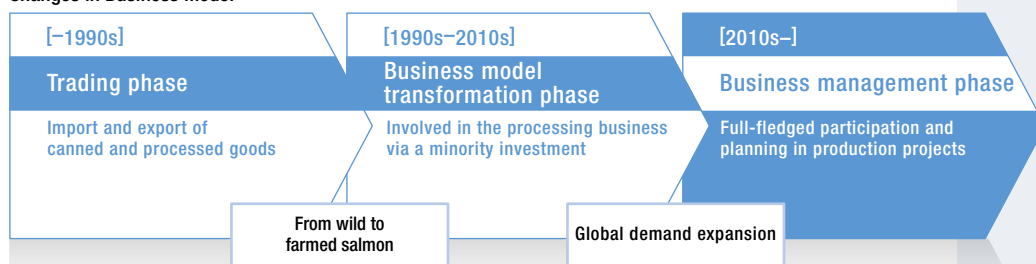 Changes in Business Model
[–1990s]
Trading phase
Import and export of
canned and processed goods
[1990s–2010s]
Business model
transformation phase
Involved in the processing business
via a minority investment
[2010s–]
Business management phase
Full-fledged participation and
planning in production projects
From wild to
farmed salmon
Global demand expansion